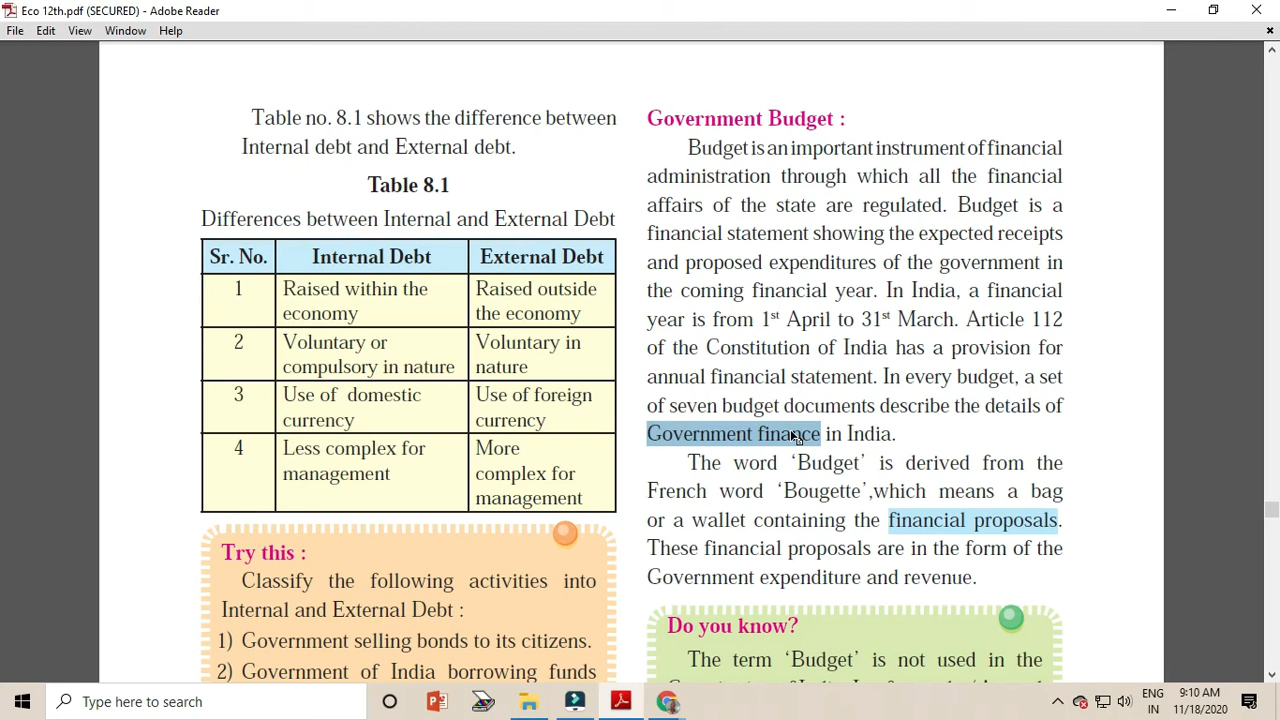 Eco 12th.pdf (SECURED) - Adobe Reader
File Edit View Window Help
Table no. 8.1 shows the difference between
Internal debt and External debt.
Table 8.1
Differences between Internal and External Debt
Sr. No. Internal Debt External Debt
1 Raised within the economy Raised outside the economy
2 Voluntary or compulsory in nature Voluntary in nature
3 Use of domestic currency Use of foreign currency
4 Less complex for management More complex for management
Try this :
Classify the following activities into
Internal and External Debt :
1) Government selling bonds to its citizens.
2) Government of India borrowing funds
Government Budget :
Budget is an important instrument of financial
administration through which all the financial
affairs of the state are regulated. Budget is a
financial statement showing the expected receipts
and proposed expenditures of the government in
the coming financial year. In India, a financial
year is from 1st April to 31st March. Article 112
of the Constitution of India has a provision for
annual financial statement. In every budget, a set
of seven budget documents describe the details of
Government finance in India.
The word ‘Budget’ is derived from the
French word ‘Bougette’,which means a bag
or a wallet containing the financial proposals.
These financial proposals are in the form of the
Government expenditure and revenue.
Do you know?
The term ‘Budget’ is not used in the
Type here to search
ENG
IN
9:10 AM
11/18/2020